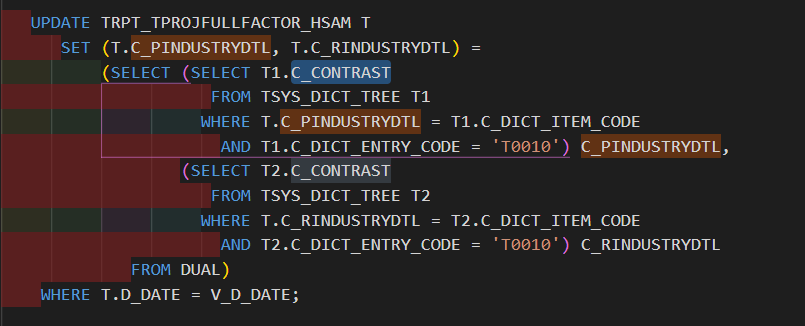 UPDATE TRPT_TPROJFULLFACTOR_HSAM T
SET (T.C_PINDUSTRYDTL, T.C_RINDUSTRYDTL) =
(SELECT (SELECT T1.C_CONTRAST
FROM TSYS_DICT_TREE T1
WHERE T.C_PINDUSTRYDTL = T1.C_DICT_ITEM_CODE
AND T1.C_DICT_ENTRY_CODE = 'T0010') C_PINDUSTRYDTL,
(SELECT T2.C_CONTRAST
FROM TSYS_DICT_TREE T2
WHERE T.C_RINDUSTRYDTL = T2.C_DICT_ITEM_CODE
AND T2.C_DICT_ENTRY_CODE = 'T0010') C_RINDUSTRYDTL
FROM DUAL)
WHERE T.D_DATE = V_D_DATE;